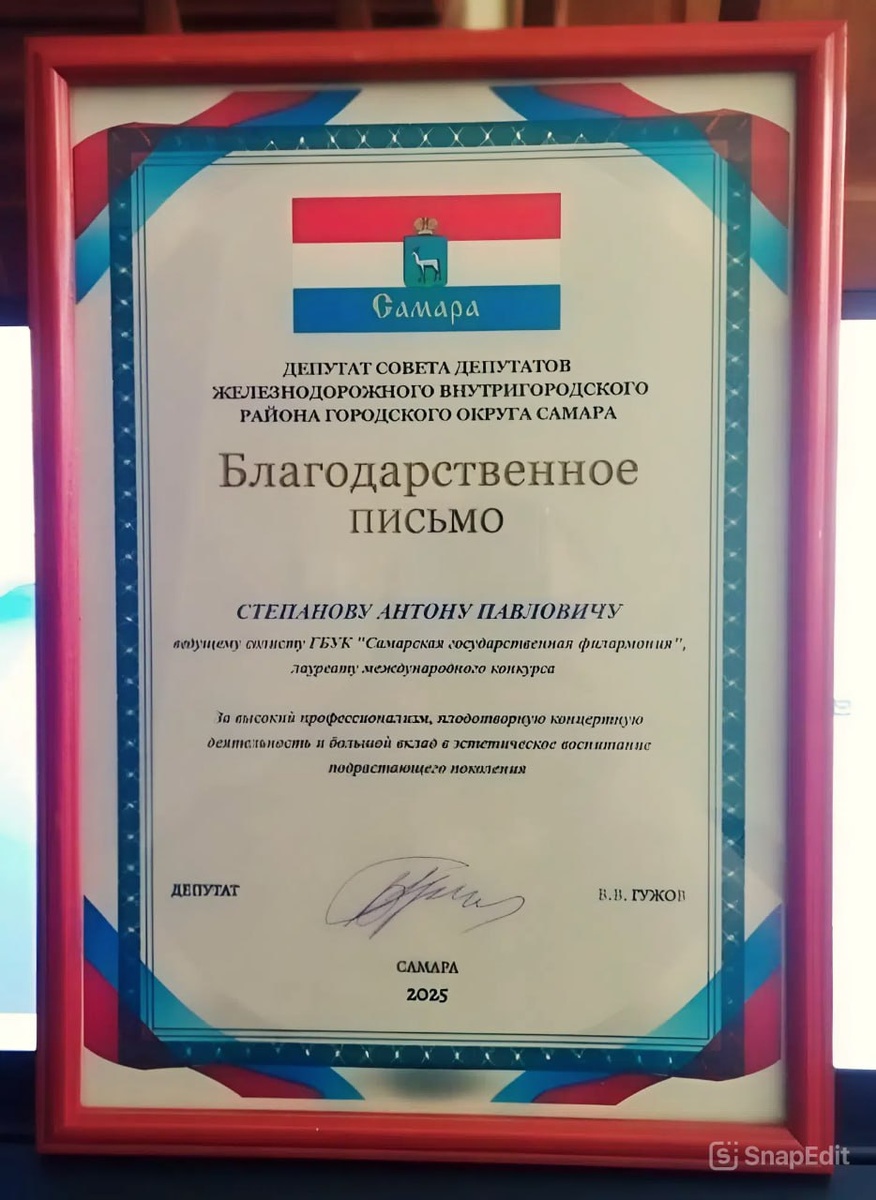 Самара
ДЕПУТАТ СОВЕТА ДЕПУТАТОВ
ЖЕЛЕЗНОДОРОЖНОГО ВНУТРИГОРОДСКОГО
РАЙОНА ГОРОДСКОГО ОКРУГА САМАРА
Благодарственное
письмо
СТЕПАНОВУ АНТОНУ ПАВЛОВИЧУ
ведущему солисту ГБУК "Самарская государственная филармония",
лауреату международного конкурса
За высокий профессионализм, плодотворную концертную
деятельность и большой вклад в эстетическое воспитание
подрастающего поколения
ДЕПУТАТ
В.В. ГУЖОВ
САМАРА
2025
SnapEdit